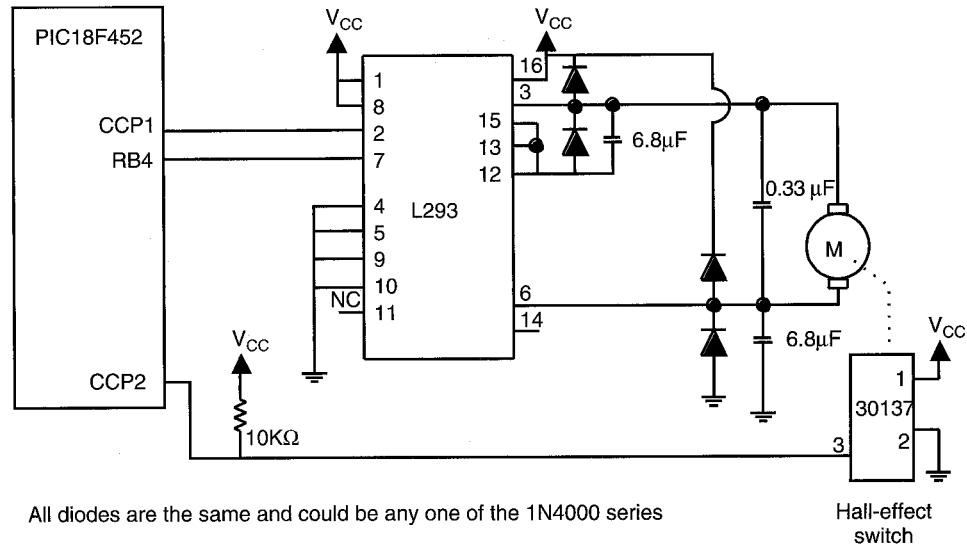 PIC18F452
V_CC
V_CC
16
1
3
8
CCP1
2
15
6.8µF
RB4
7
13
12
4
L293
0.33 µF
5
9
M
10
6
NC
11
14
V_CC
V_CC
6.8µF
CCP2
1
30137
10KΩ
3
2
All diodes are the same and could be any one of the 1N4000 series
Hall-effect
switch